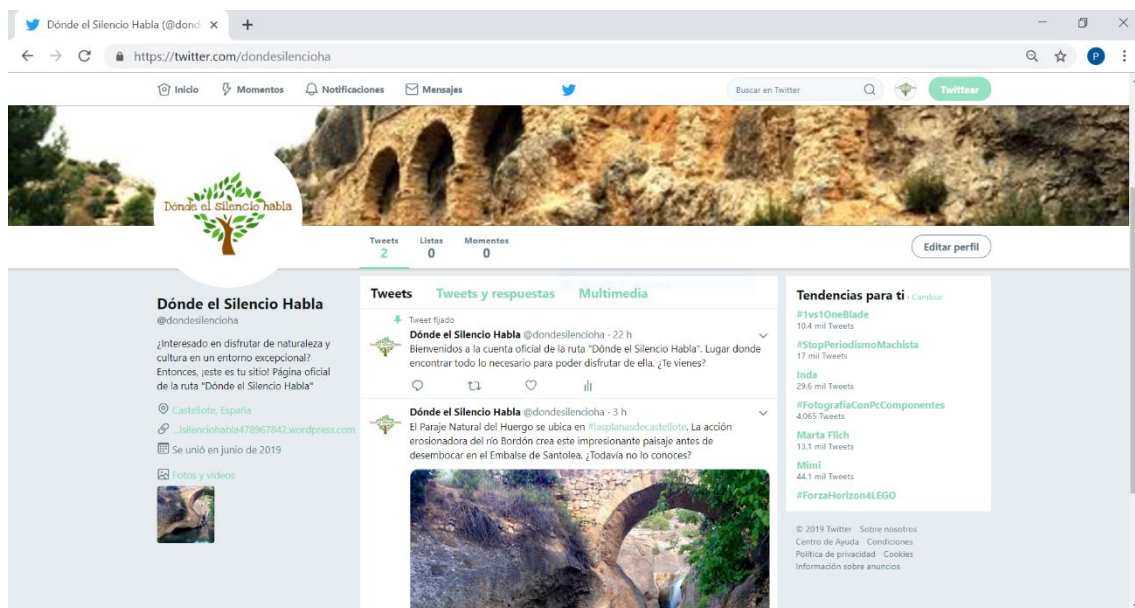 Dónde el Silencio Habla (@dond
https://twitter.com/dondesilencioha
P
Inicio
Momentos
Notificaciones
Mensajes
Buscar en Twitter
Twittear
Dónde el silencio habla
Tweets
2
Listas
0
Momentos
0
Editar perfil
Dónde el Silencio Habla
@dondesilencioha
¿Interesado en disfrutar de naturaleza y
cultura en un entorno excepcional?
Entonces, ¡este es tu sitio! Página oficial
de la ruta "Dónde el Silencio Habla"
Castellote, España
...lsilenciohabla478967842.wordpress.com
Se unió en junio de 2019
Fotos y videos
Tweets Tweets y respuestas Multimedia
Tweet fijado
Dónde el Silencio Habla @dondesilencioha · 22 h
Bienvenidos a la cuenta oficial de la ruta "Dónde el Silencio Habla". Lugar donde
encontrar todo lo necesario para poder disfrutar de ella. ¿Te vienes?
Dónde el Silencio Habla @dondesilencioha · 3 h
El Paraje Natural del Huergo se ubica en #lasplanasdecastellote. La acción
erosionadora del río Bordón crea este impresionante paisaje antes de
desembocar en el Embalse de Santolea. ¿Todavía no lo conoces?
Tendencias para ti · Cambiar
#1vs1OneBlade
10,4 mil Tweets
#StopPeriodismoMachista
17 mil Tweets
Inda
29,6 mil Tweets
#FotografíaConPcComponentes
4.065 Tweets
Marta Flich
13,1 mil Tweets
Mimi
44,1 mil Tweets
#ForzaHorizon4LEGO
© 2019 Twitter Sobre nosotros
Centro de Ayuda Condiciones
Política de privacidad Cookies
Información sobre anuncios